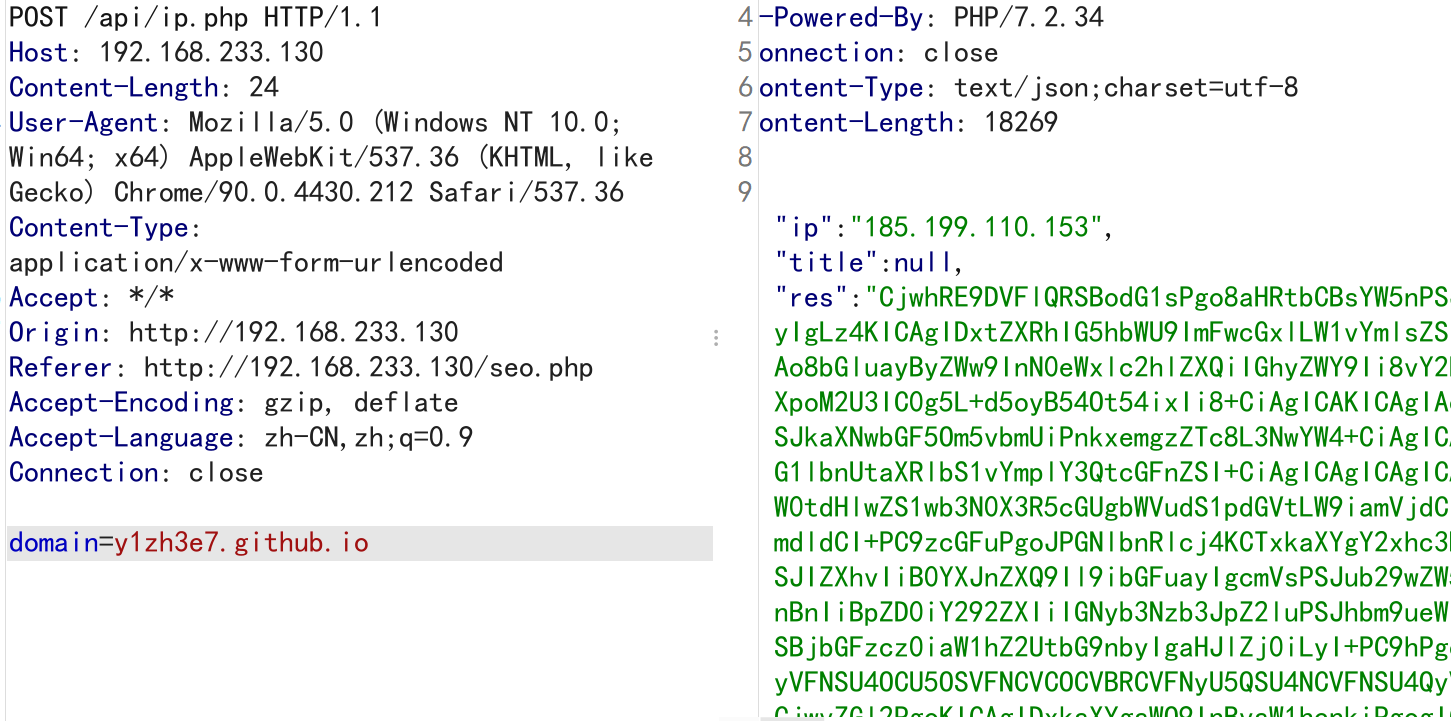 POST /api/ip.php HTTP/1.1
Host: 192.168.233.130
Content-Length: 24
User-Agent: Mozilla/5.0 (Windows NT 10.0;
Win64; x64) AppleWebKit/537.36 (KHTML, like
Gecko) Chrome/90.0.4430.212 Safari/537.36
Content-Type:
application/x-www-form-urlencoded
Accept: */*
Origin: http://192.168.233.130
Referer: http://192.168.233.130/seo.php
Accept-Encoding: gzip, deflate
Accept-Language: zh-CN,zh;q=0.9
Connection: close
domain=y1zh3e7.github.io
4 -Powered-By: PHP/7.2.34
5 onnection: close
6 ontent-Type: text/json;charset=utf-8
7 ontent-Length: 18269
8
9
"ip":"185.199.110.153",
"title":null,
"res":"CjwhRE9DVFlQRSBodG1sPgo8aHRtbCBsYW5nPS
ylgLz4KICAgIDxtZXRhIG5hbWU9ImFwcGxlLW1vYmlsZS
Ao8bGluayByZWw9InN0eWxlc2hlZXQiIGhyZWY9Ii8vY2
XpoM2U3IC0g5L+d5oyB540t54ixIi8+CiAgICAKICAgIA
SJkaXNwbGF5Om5vbmUiPnkxemgzZTc8L3NwYW4+CiAgIC
G1lbnUtaXRlbS1vYmplY3QtcGFnZSI+CiAgICAgICAgIC
W0tdHlwZS1wb3N0X3R5cGUgbWVudS1pdGVtLW9iamVjdC
mdldCI+PC9zcGFuPgoJPGNlbnRlcj4KCTxkaXYgY2xhc3
SJIZXhvIiB0YXJnZXQ9Il9ibGFuayIgcmVsPSJub29wZW
nBnIiBpZD0iY292ZXIiIGNyb3Nzb3JpZ2luPSJhbm9ueW
SBjbGFzcz0iaW1hZ2UtbG9nbyIgaHJlZj0iLyI+PC9hPg
yVFNSU4OCU5OSVFNCVCOCVBRCVFNyU5QSU4NCVFNSU4Qy